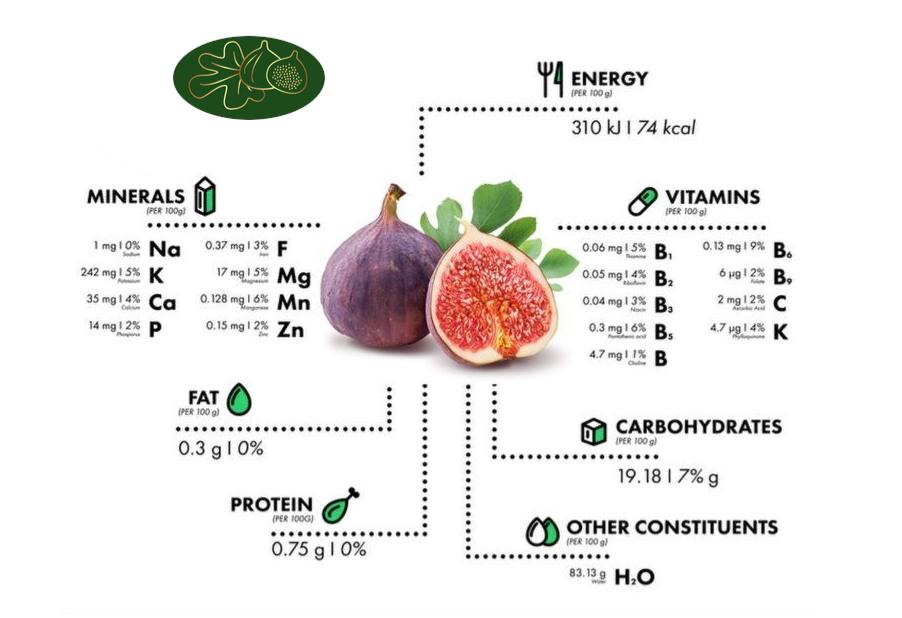 ENERGY
(PER 100 g)
310 kJ | 74 kcal
MINERALS
(PER 100g)
1 mg | 0% Na
Sodium
0.37 mg | 3% F
Iron
242 mg | 5% K
Potassium
17 mg | 5% Mg
Magnesium
35 mg | 4% Ca
Calcium
0.128 mg | 6% Mn
Manganese
14 mg | 2% P
Phosporus
0.15 mg | 2% Zn
Zinc
VITAMINS
(PER 100 g)
0.06 mg | 5% B₁
Thiamine
0.13 mg | 9% B₆
0.05 mg | 4% B₂
Riboflavin
6 µg | 2% B₉
Folate
0.04 mg | 3% B₃
Niacin
2 mg | 2% C
Ascorbic Acid
0.3 mg | 6% B₅
Pantothenic acid
4.7 µg | 4% K
Phylloquinone
4.7 mg | 1% B
Choline
FAT
(PER 100 g)
0.3 g | 0%
CARBOHYDRATES
(PER 100 g)
19.18 | 7% g
PROTEIN
(PER 100G)
0.75 g | 0%
OTHER CONSTITUENTS
(PER 100 g)
83.13 g H₂O
Water